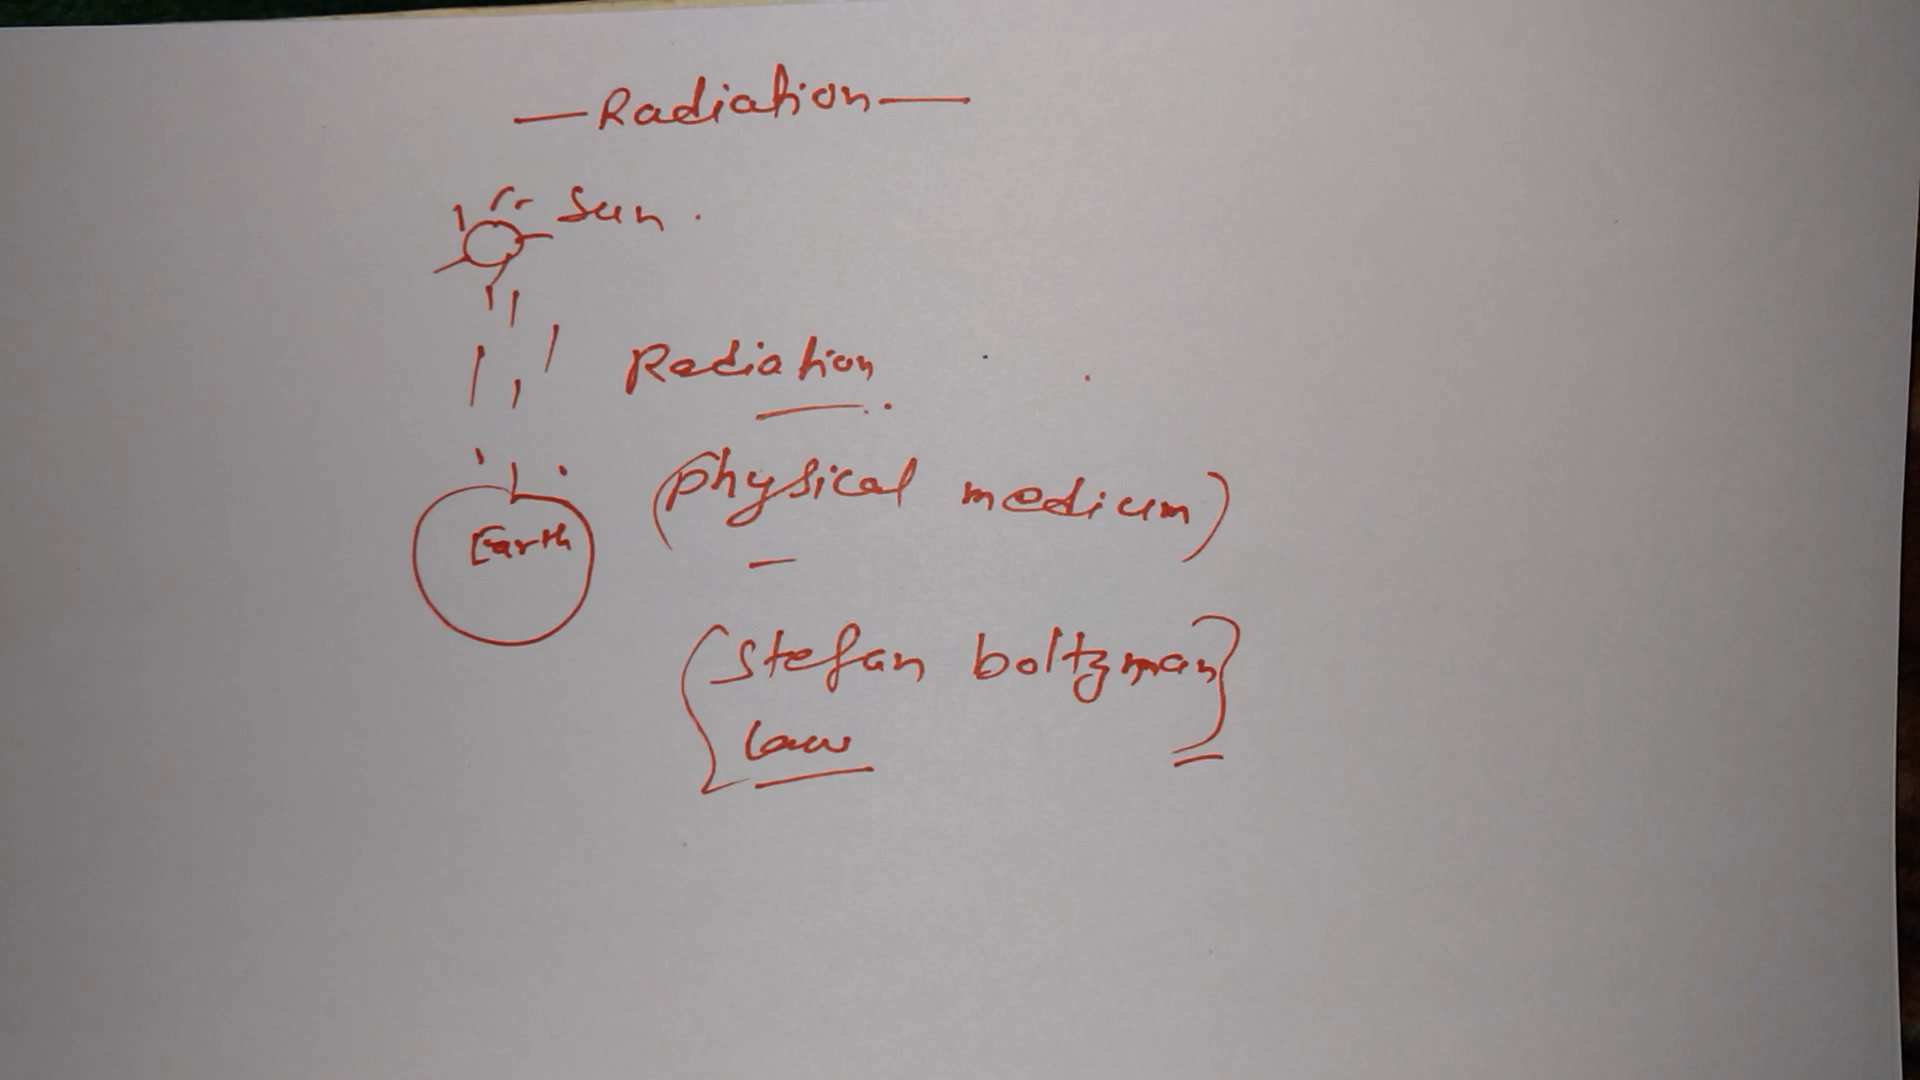 — Radiation —
Sun .
Radiation
(physical medium)
Earth
{stefan boltzman}
law